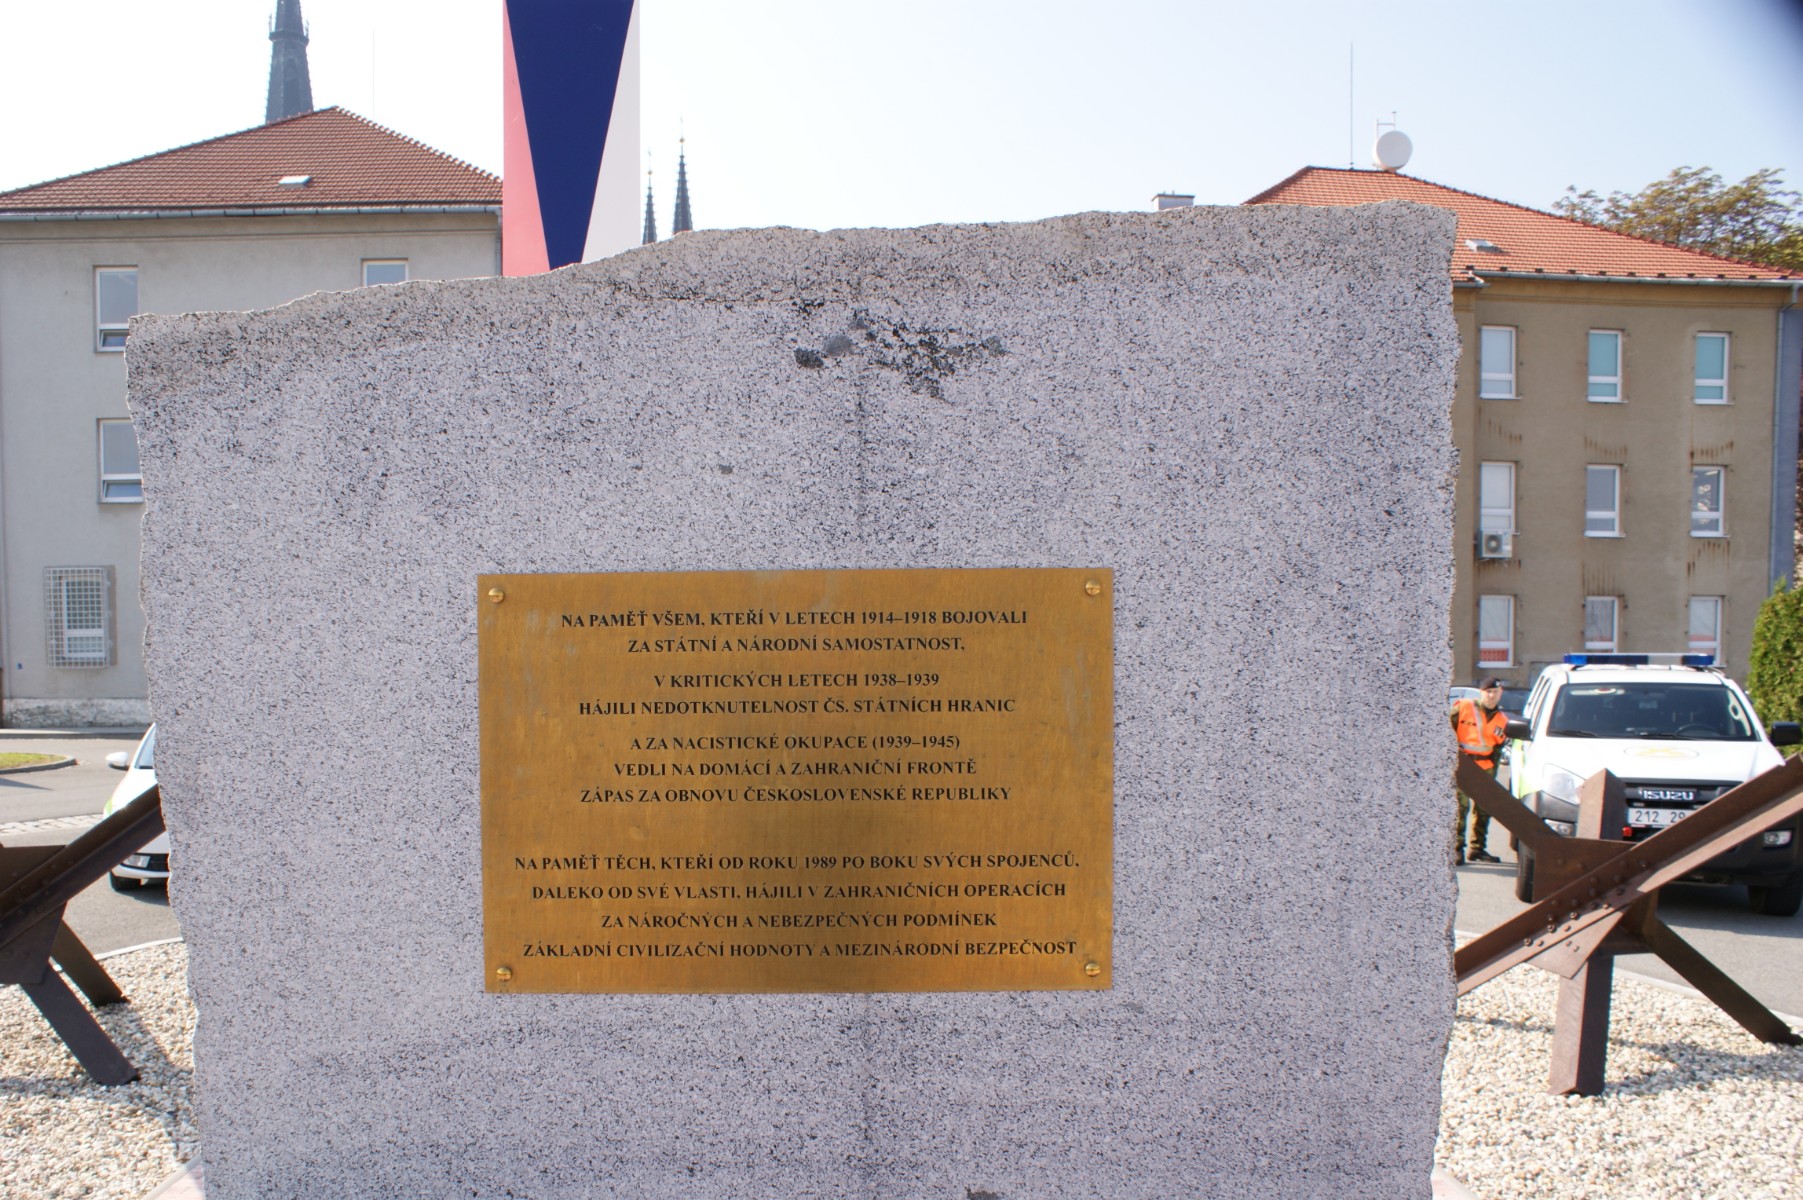 NA PAMĚŤ VŠEM, KTEŘÍ V LETECH 1914–1918 BOJOVALI
ZA STÁTNÍ A NÁRODNÍ SAMOSTATNOST,
V KRITICKÝCH LETECH 1938–1939
HÁJILI NEDOTKNUTELNOST ČS. STÁTNÍCH HRANIC
A ZA NACISTICKÉ OKUPACE (1939–1945)
VEDLI NA DOMÁCÍ A ZAHRANIČNÍ FRONTĚ
ZÁPAS ZA OBNOVU ČESKOSLOVENSKÉ REPUBLIKY
NA PAMĚŤ TĚCH, KTEŘÍ OD ROKU 1989 PO BOKU SVÝCH SPOJENCŮ,
DALEKO OD SVÉ VLASTI, HÁJILI V ZAHRANIČNÍCH OPERACÍCH
ZA NÁROČNÝCH A NEBEZPEČNÝCH PODMÍNEK
ZÁKLADNÍ CIVILIZAČNÍ HODNOTY A MEZINÁRODNÍ BEZPEČNOST
ISUZU
212 29